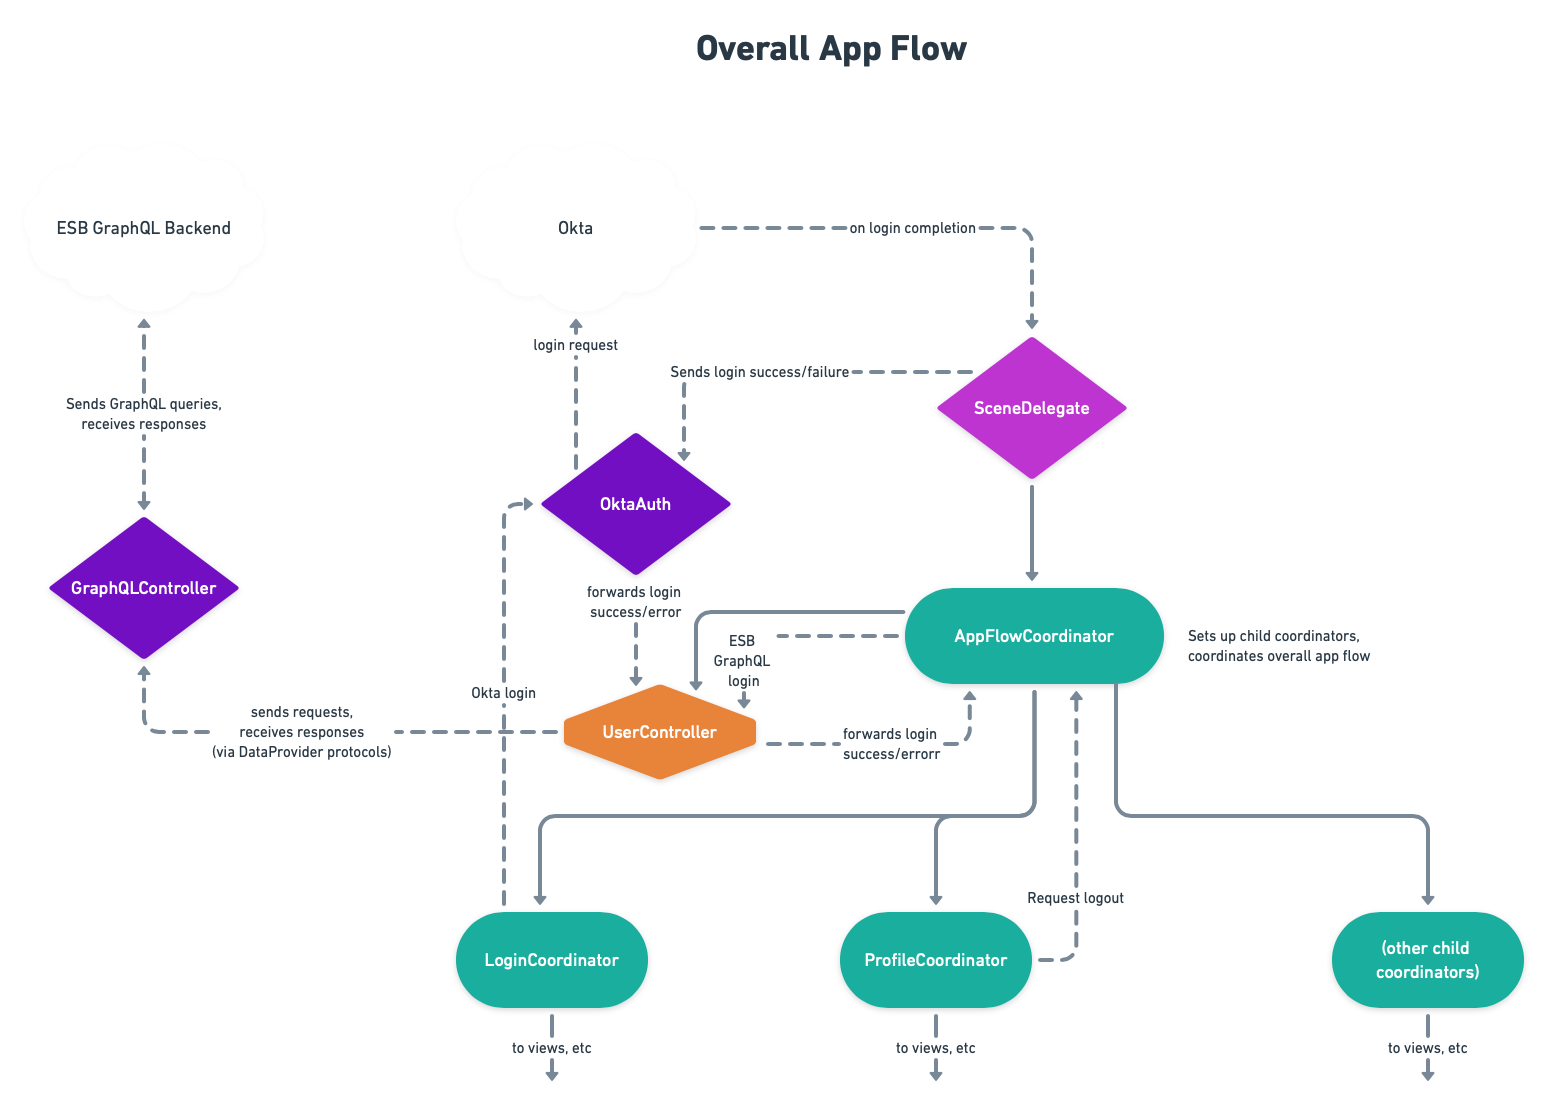 Overall App Flow
ESB GraphQL Backend
Okta
on login completion
login request
Sends login success/failure
Sends GraphQL queries,
receives responses
SceneDelegate
OktaAuth
GraphQLController
forwards login
success/error
AppFlowCoordinator
Sets up child coordinators,
coordinates overall app flow
ESB
GraphQL
login
Okta login
sends requests,
receives responses
(via DataProvider protocols)
UserController
forwards login
success/errorr
Request logout
LoginCoordinator
ProfileCoordinator
(other child
coordinators)
to views, etc
to views, etc
to views, etc